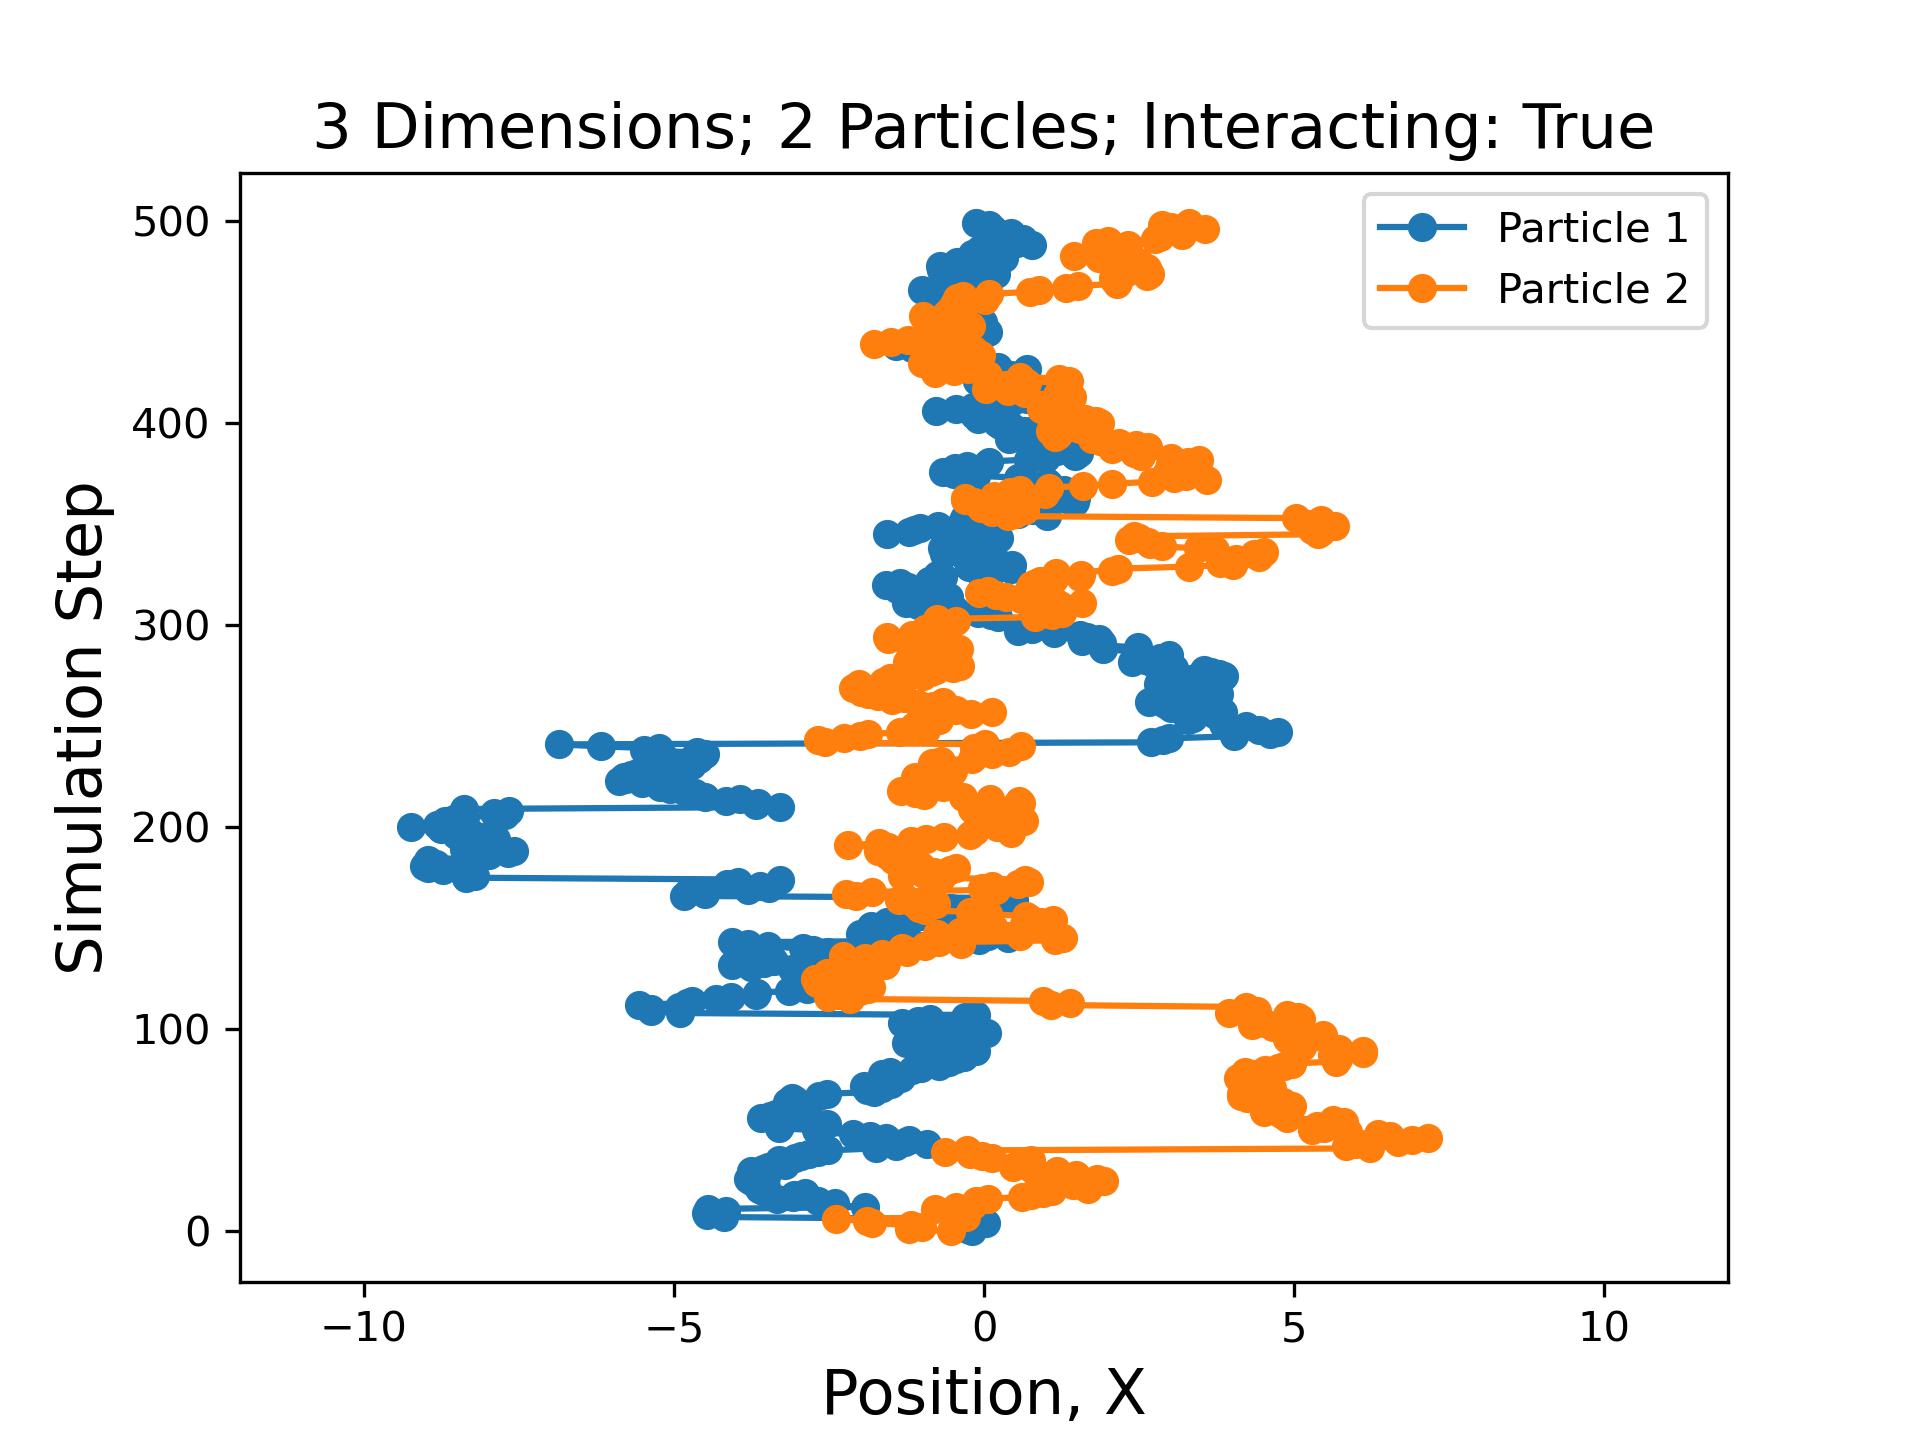 3 Dimensions; 2 Particles; Interacting: True
Particle 1
Particle 2
Simulation Step
500
400
300
200
100
0
−10
−5
0
5
10
Position, X